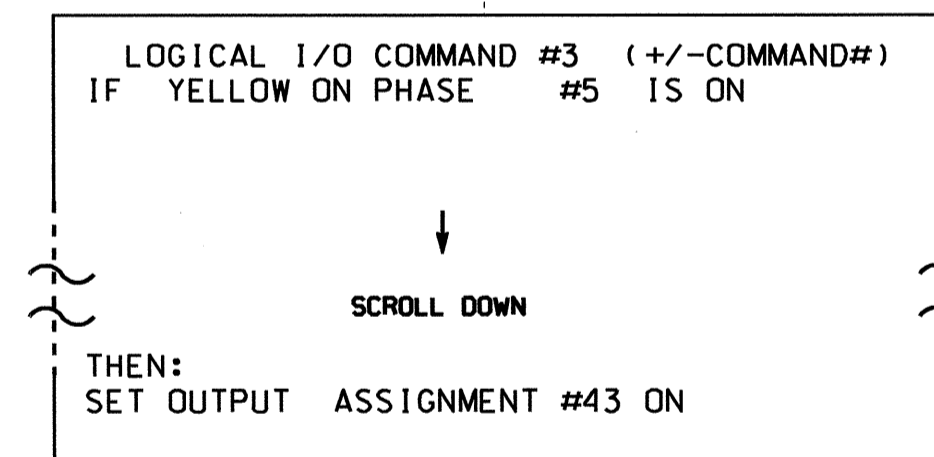 LOGICAL I/O COMMAND #3 (+/-COMMAND#)
IF YELLOW ON PHASE #5 IS ON
SCROLL DOWN
THEN:
SET OUTPUT ASSIGNMENT #43 ON